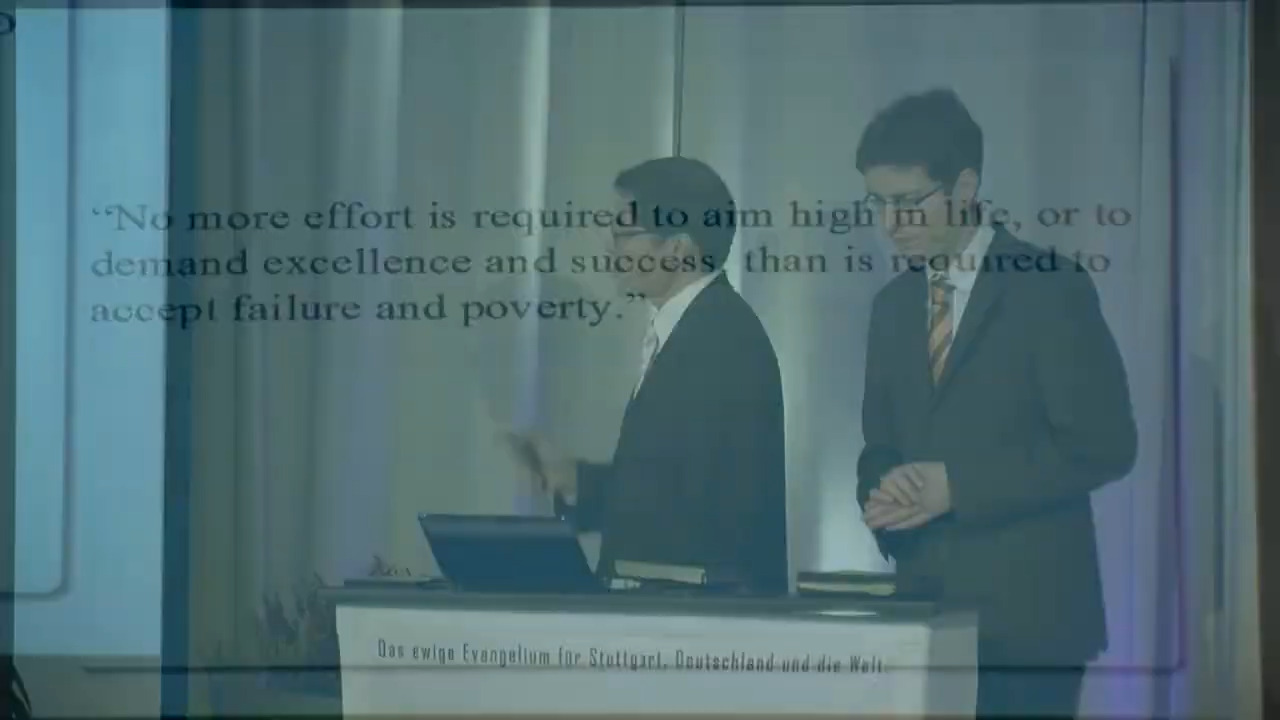 “No more effort is required to aim high in life, or to
demand excellence and success, than is required to
accept failure and poverty.”
Das ewige Evangelium für Stuttgart, Deutschland und die Welt.